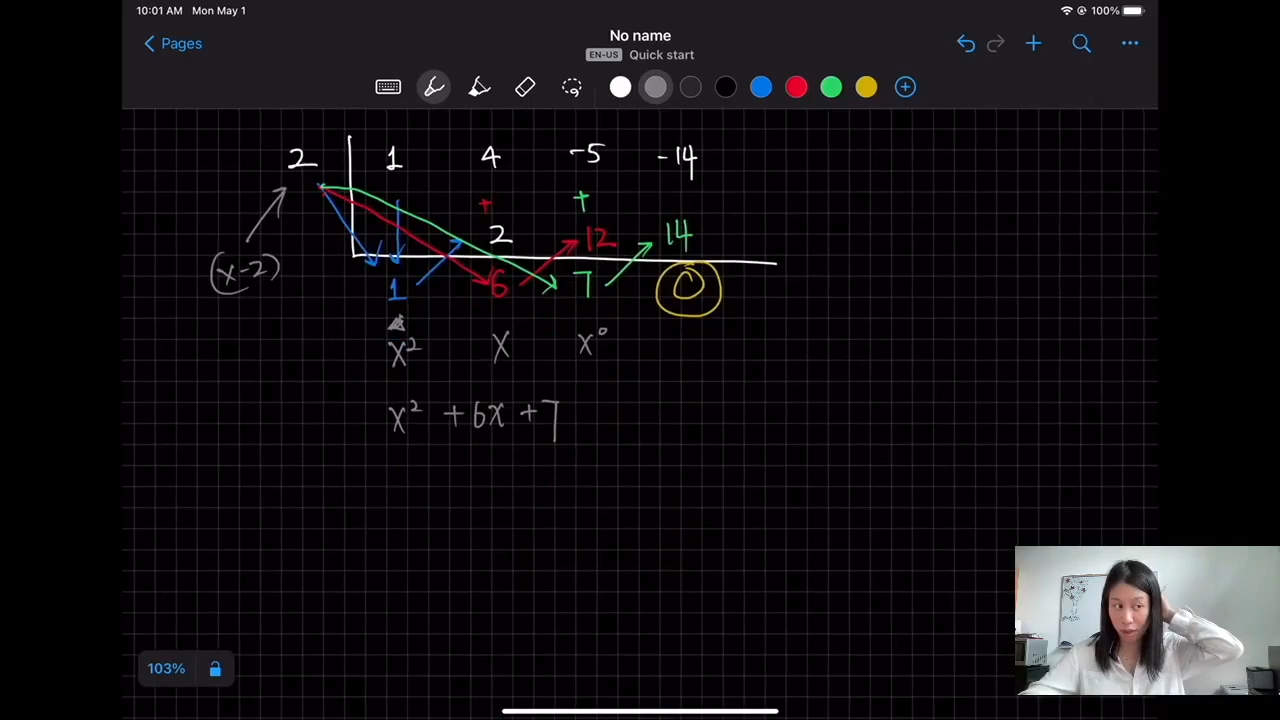 10:01 AM Mon May 1
100%
Pages
No name
EN-US Quick start
2 1 4 -5 -14
+ +
2 12 14
(x-2)
1 6 7 0
x² x x⁰
x² + 6x + 7
103%